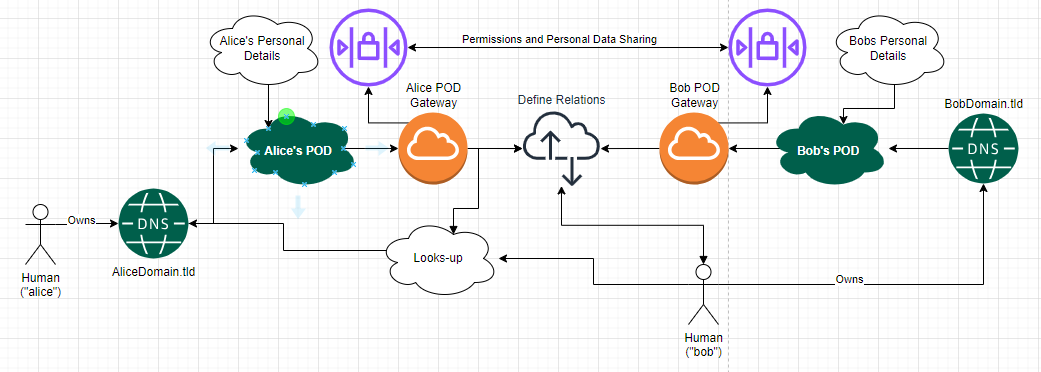 Alice's Personal
Details
Permissions and Personal Data Sharing
Bobs Personal
Details
Alice POD
Gateway
Define Relations
Bob POD
Gateway
BobDomain.tld
Alice's POD
Bob's POD
DNS
Owns
DNS
AliceDomain.tld
Looks-up
Human
("alice")
Owns
Human
("bob")